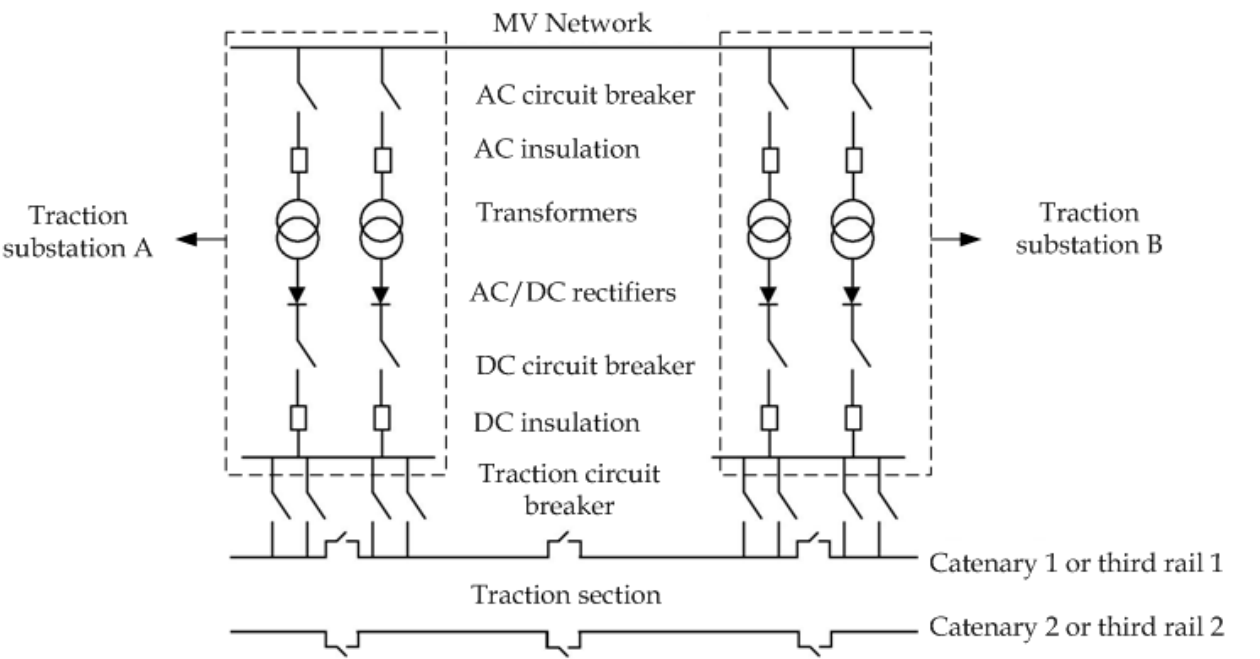 MV Network
AC circuit breaker
AC insulation
Traction
substation A
Transformers
Traction
substation B
AC/DC rectifiers
DC circuit breaker
DC insulation
Traction circuit
breaker
Catenary 1 or third rail 1
Traction section
Catenary 2 or third rail 2